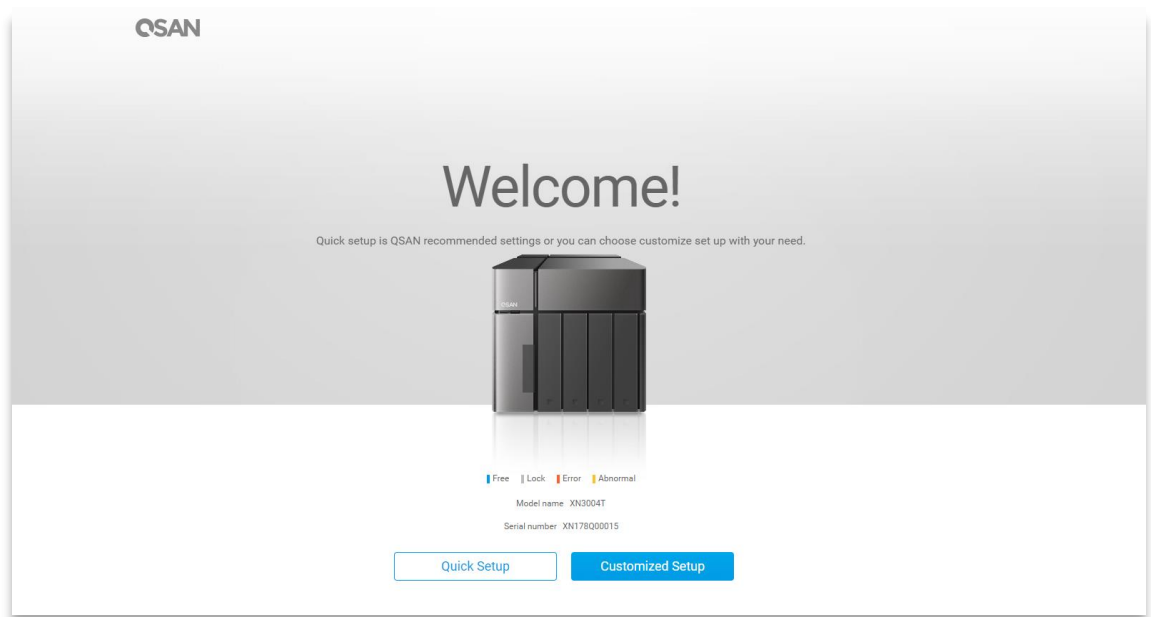 QSAN
Welcome!
Quick setup is QSAN recommended settings or you can choose customize set up with your need.
QSAN
Free Lock Error Abnormal
Model name XN3004T
Serial number XN178Q00015
Quick Setup Customized Setup